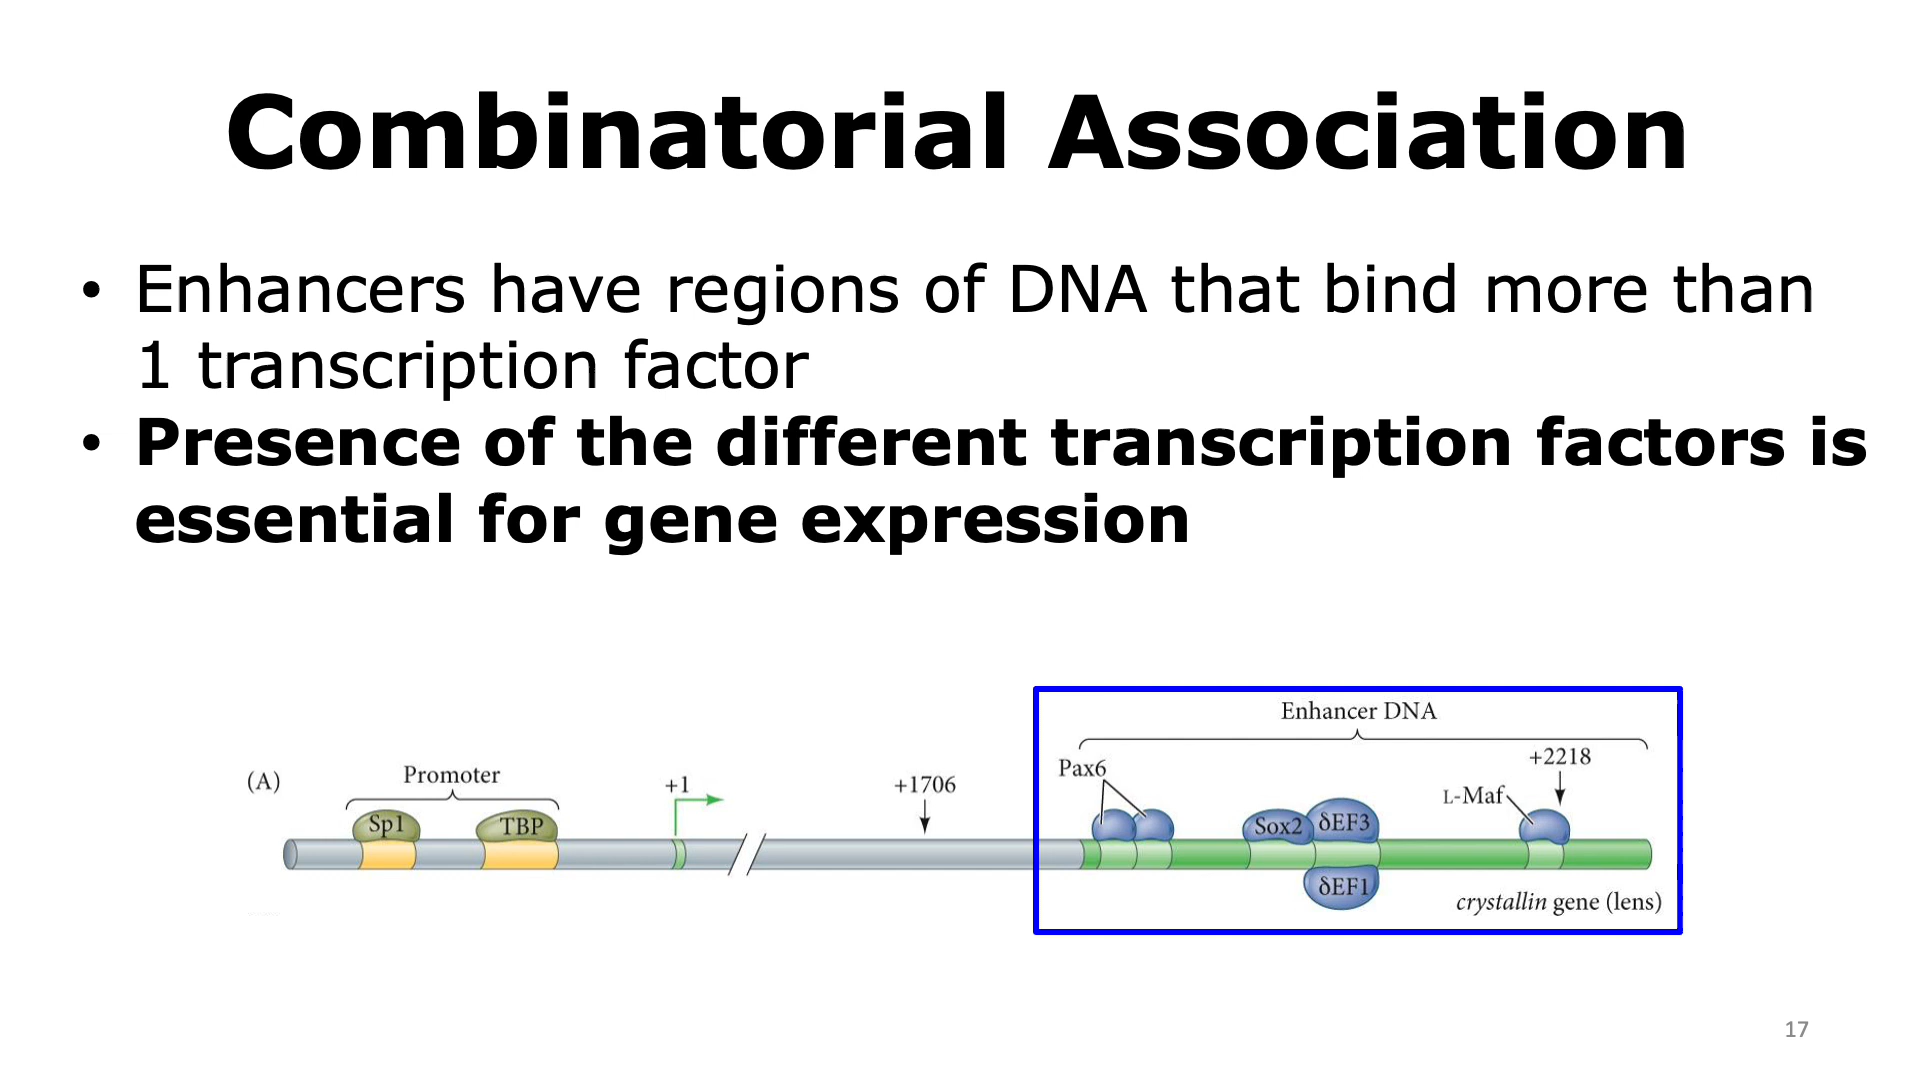 Combinatorial Association
• Enhancers have regions of DNA that bind more than
1 transcription factor
• Presence of the different transcription factors is
essential for gene expression
Enhancer DNA
+2218
Pax6
(A)
Promoter
+1
+1706
L-Maf
Sp1
TBP
Sox2
δEF3
δEF1
crystallin gene (lens)
17